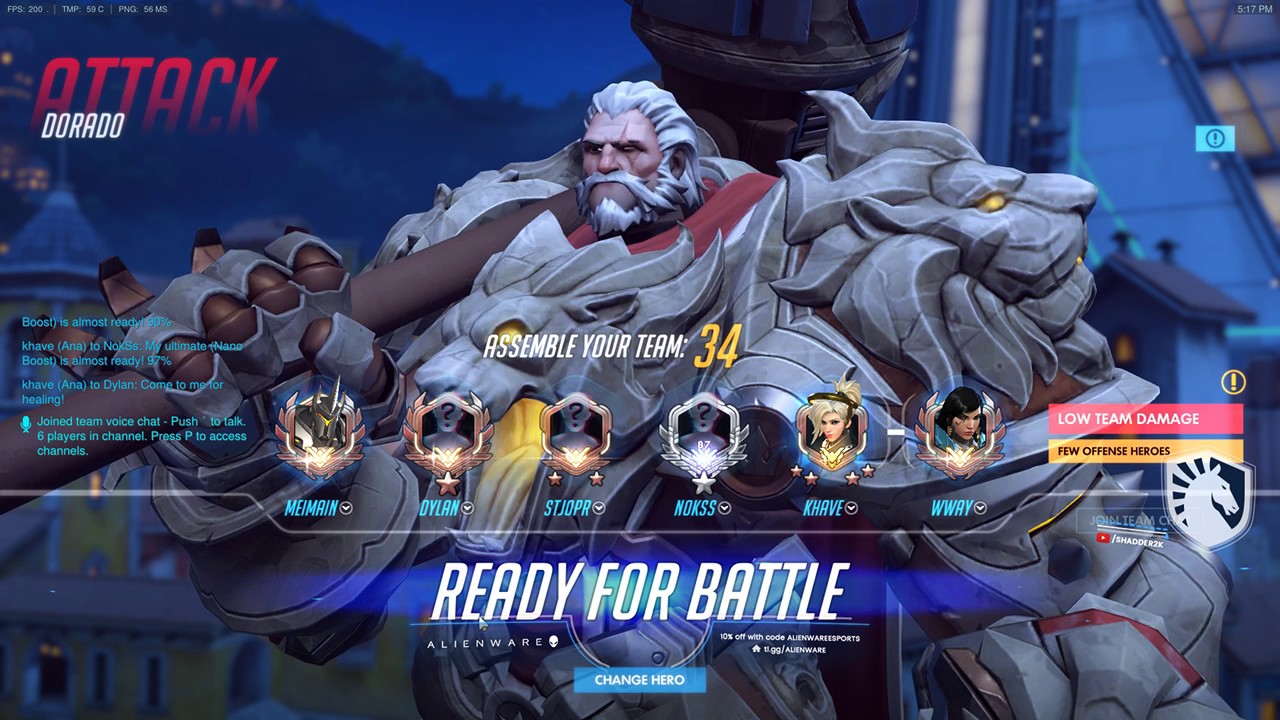 FPS: 200 . | TMP: 59 C | PNG: 56 MS
5:17 PM
ATTACK
DORADO
Boost) is almost ready! 90%
khave (Ana) to NokSs: My ultimate (Nano
Boost) is almost ready! 97%
khave (Ana) to Dylan: Come to me for
healing!
Joined team voice chat - Push ` to talk.
6 players in channel. Press P to access
channels.
ASSEMBLE YOUR TEAM: 34
87
LOW TEAM DAMAGE
FEW OFFENSE HEROES
MEIMAIN
DYLAN
STJOPR
NOKSS
KHAVE
WWAY
JOIN TEAM
/SHADDER2K
READY FOR BATTLE
ALIENWARE
10% off with code ALIENWAREESPORTS
tl.gg/ALIENWARE
CHANGE HERO